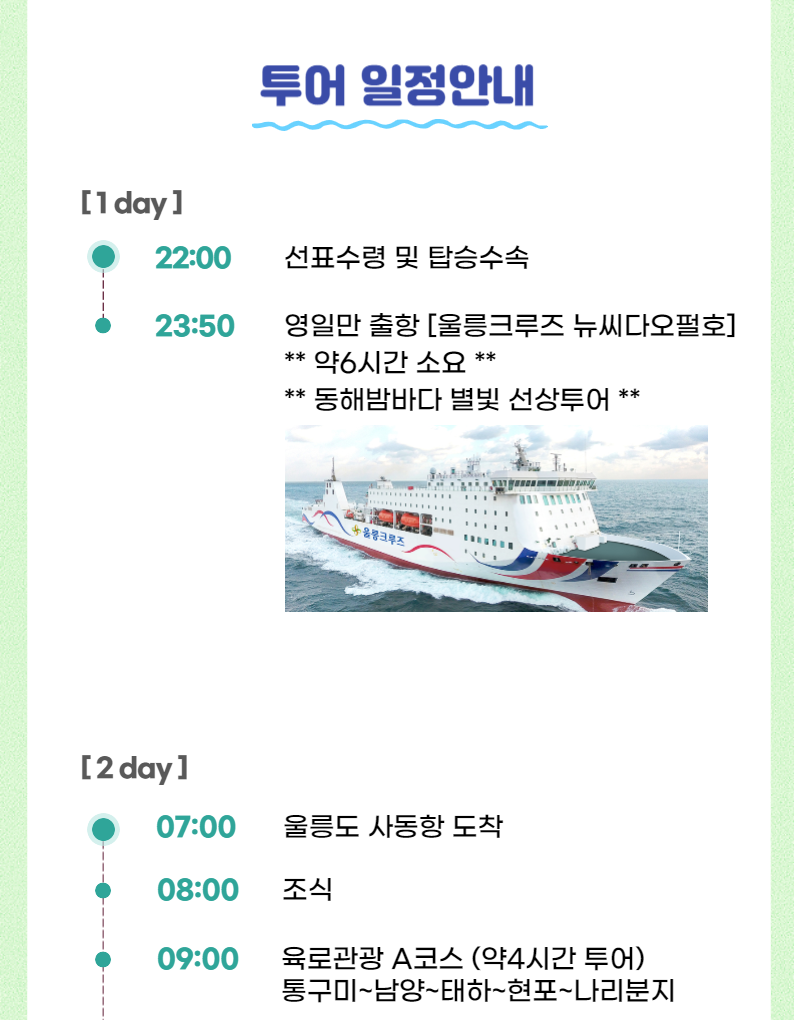 투어 일정안내
[ 1 day ]
22:00 선표수령 및 탑승수속
23:50 영일만 출항 [울릉크루즈 뉴씨다오펄호]
** 약6시간 소요 **
** 동해밤바다 별빛 선상투어 **
울릉크루즈
[ 2 day ]
07:00 울릉도 사동항 도착
08:00 조식
09:00 육로관광 A코스 (약4시간 투어)
통구미~남양~태하~현포~나리분지